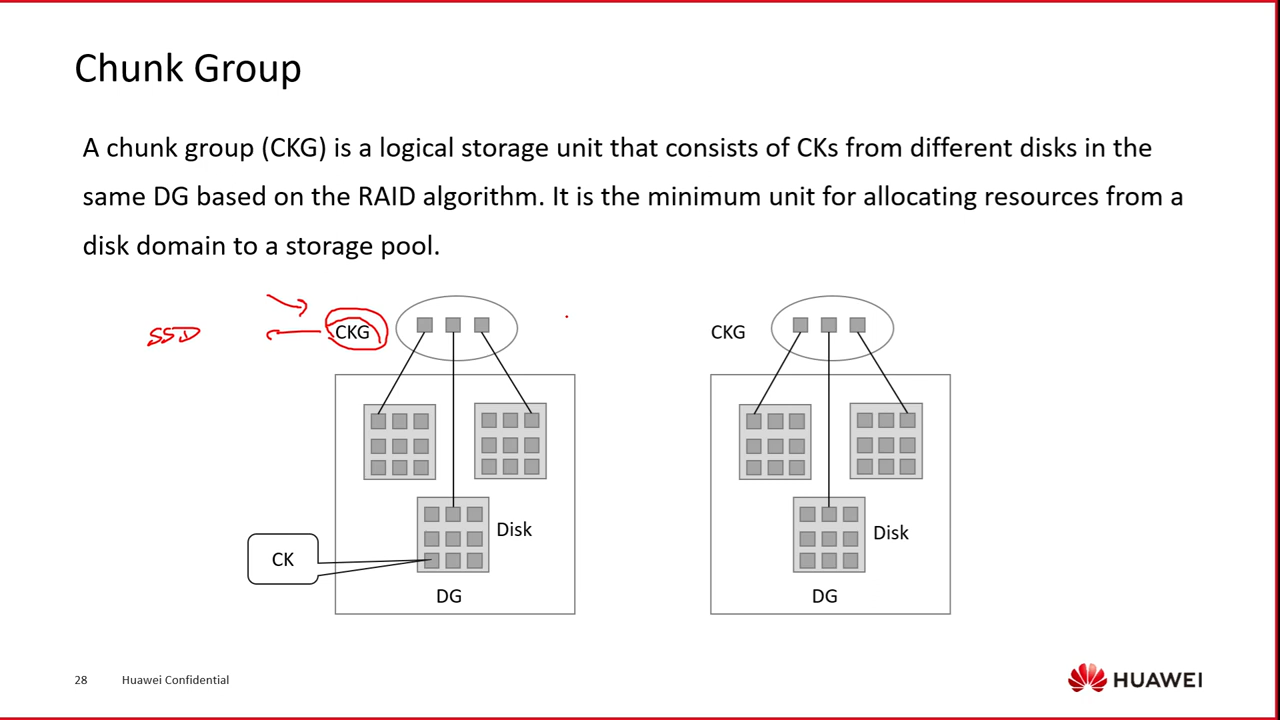 Chunk Group
A chunk group (CKG) is a logical storage unit that consists of CKs from different disks in the
same DG based on the RAID algorithm. It is the minimum unit for allocating resources from a
disk domain to a storage pool.
SSD
CKG
CKG
Disk
Disk
CK
DG
DG
28 Huawei Confidential
HUAWEI